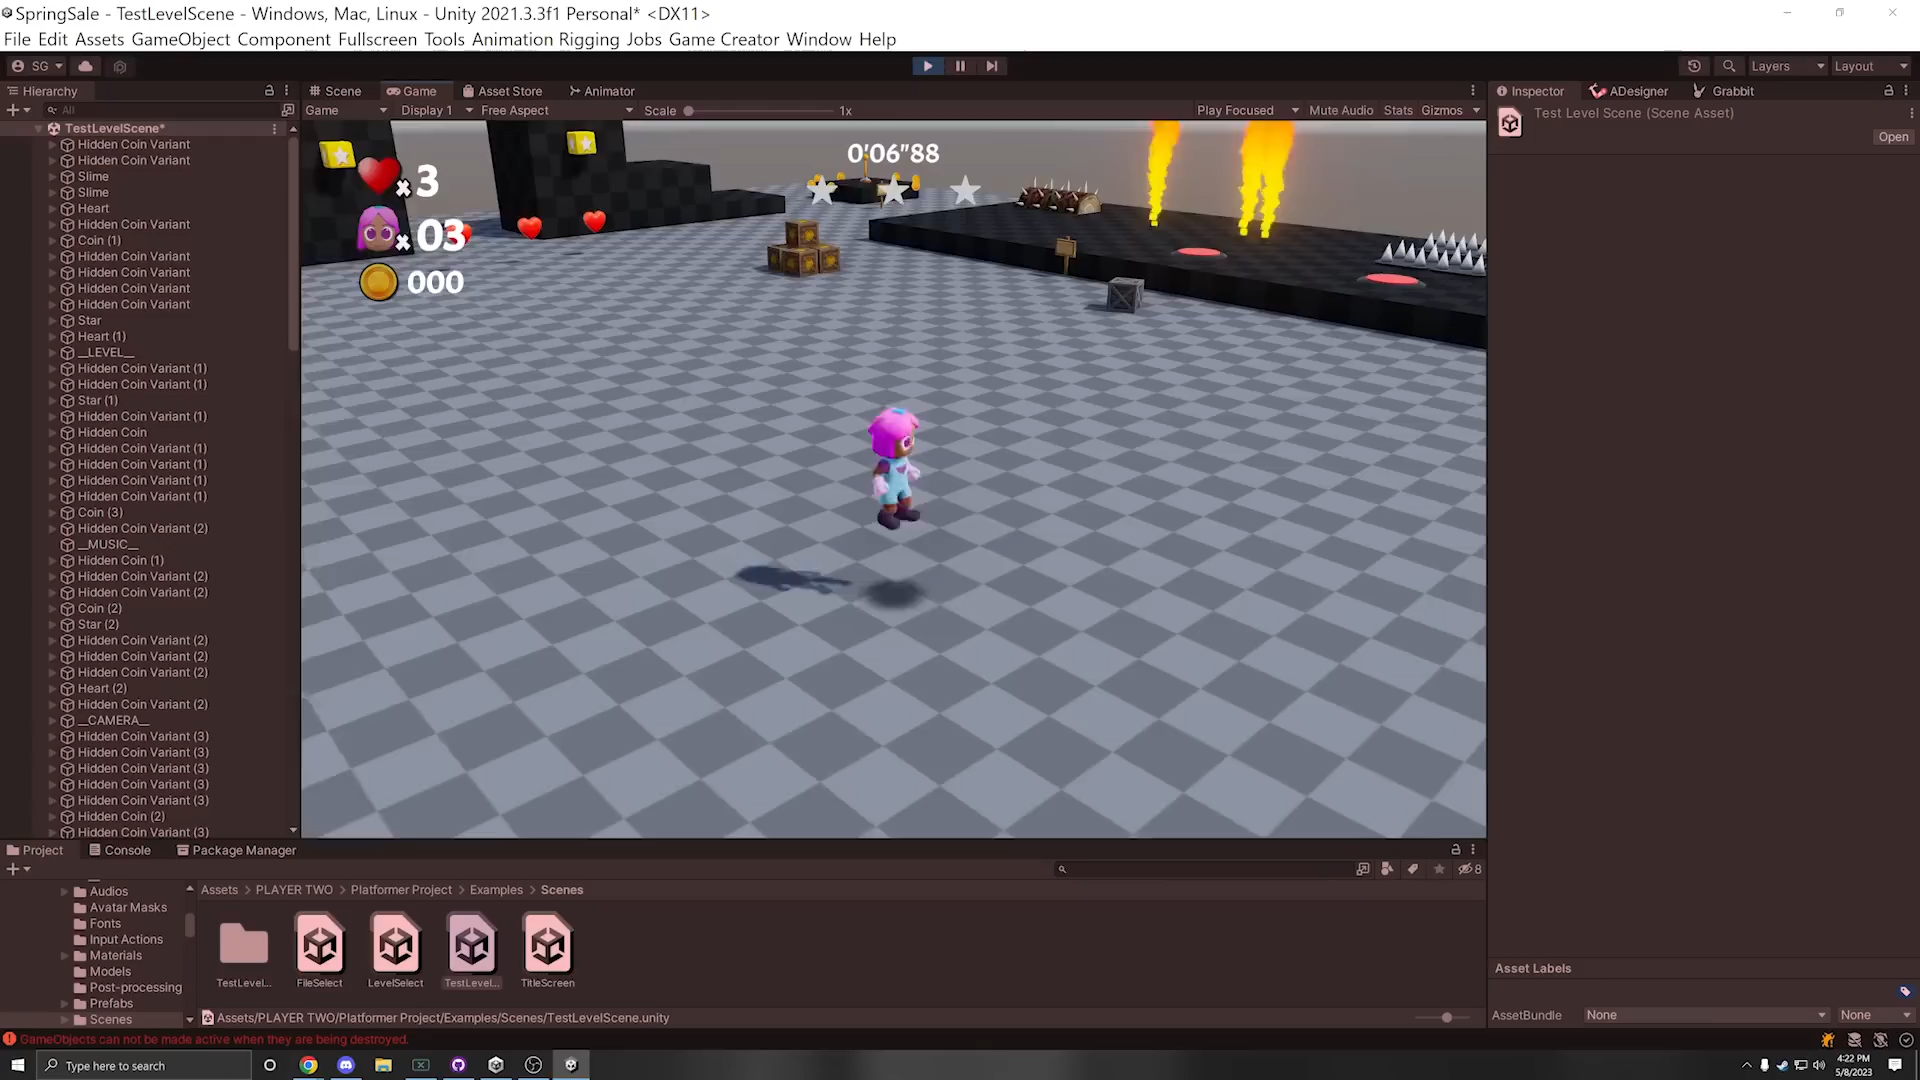 SpringSale - TestLevelScene - Windows, Mac, Linux - Unity 2021.3.3f1 Personal* <DX11>
File Edit Assets GameObject Component Fullscreen Tools Animation Rigging Jobs Game Creator Window Help
SG
Layers
Layout
Hierarchy
Scene
Game
Asset Store
Animator
Inspector
ADesigner
Grabbit
All
Game
Display 1
Free Aspect
Scale
1x
Play Focused
Mute Audio
Stats
Gizmos
Test Level Scene (Scene Asset)
Open
TestLevelScene*
Hidden Coin Variant
Hidden Coin Variant
Slime
Slime
Heart
Hidden Coin Variant
Coin (1)
Hidden Coin Variant
Hidden Coin Variant
Hidden Coin Variant
Hidden Coin Variant
Star
Heart (1)
__LEVEL__
Hidden Coin Variant (1)
Hidden Coin Variant (1)
Star (1)
Hidden Coin Variant (1)
Hidden Coin
Hidden Coin Variant (1)
Hidden Coin Variant (1)
Hidden Coin Variant (1)
Hidden Coin Variant (1)
Coin (3)
Hidden Coin Variant (2)
__MUSIC__
Hidden Coin (1)
Hidden Coin Variant (2)
Hidden Coin Variant (2)
Coin (2)
Star (2)
Hidden Coin Variant (2)
Hidden Coin Variant (2)
Hidden Coin Variant (2)
Heart (2)
Hidden Coin Variant (2)
__CAMERA__
Hidden Coin Variant (3)
Hidden Coin Variant (3)
Hidden Coin Variant (3)
Hidden Coin Variant (3)
Hidden Coin Variant (3)
Hidden Coin (2)
Hidden Coin Variant (3)
0'06"88
×3
×03
000
Project
Console
Package Manager
8
Audios
Avatar Masks
Fonts
Input Actions
Materials
Models
Post-processing
Prefabs
Scenes
Assets > PLAYER TWO > Platformer Project > Examples > Scenes
TestLevel...
FileSelect
LevelSelect
TestLevel...
TitleScreen
Assets/PLAYER TWO/Platformer Project/Examples/Scenes/TestLevelScene.unity
Asset Labels
AssetBundle
None
None
GameObjects can not be made active when they are being destroyed.
Type here to search
4:22 PM
5/8/2023